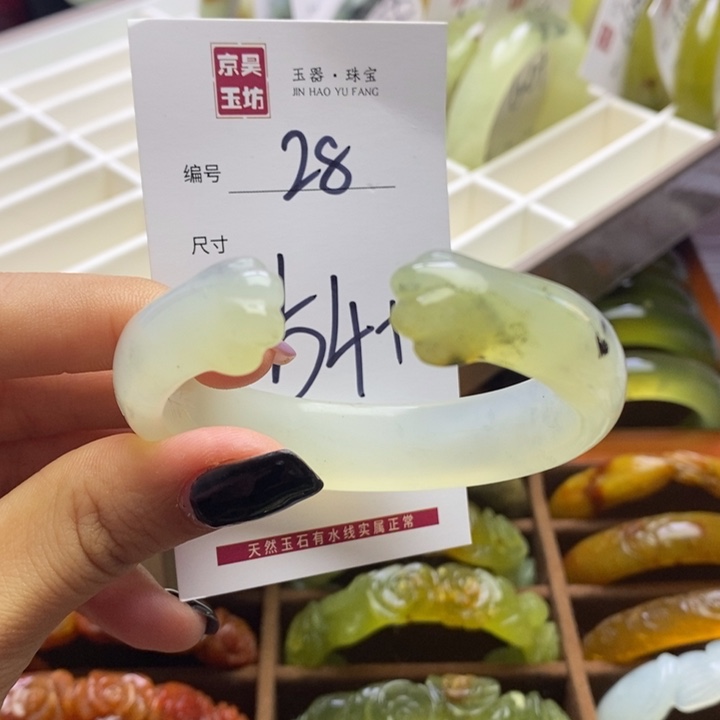 京昊
玉坊
玉器·珠宝
JIN HAO YU FANG
编号 28
尺寸
54+
天然玉石有水线实属正常